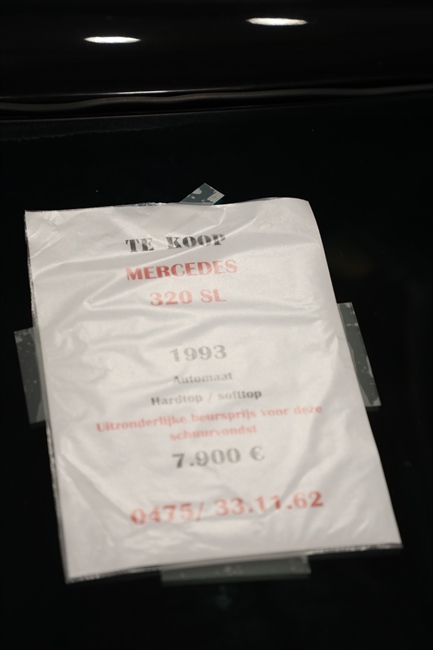 TE KOOP
MERCEDES
320 SL
1993
Automaat
Hardtop / softtop
Uitzonderlijke beursprijs voor deze
schuurvondst
7.900 €
0475/ 33.11.62